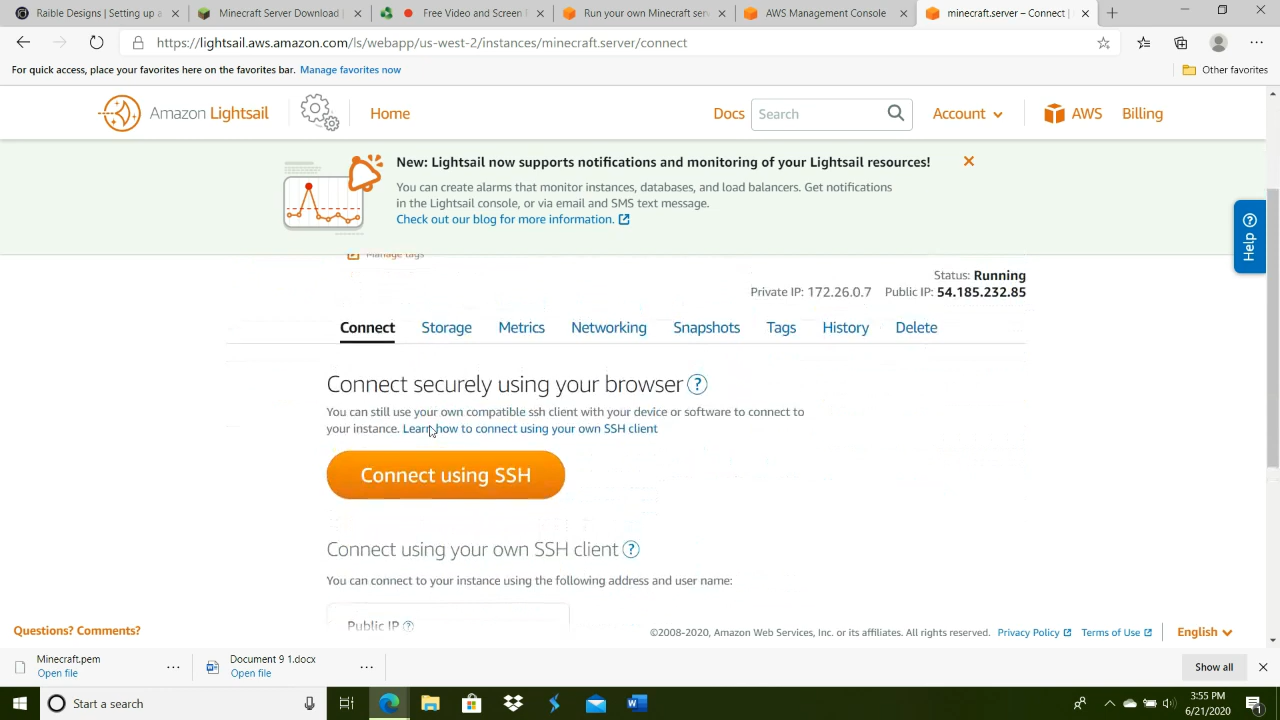 Rating 5 Amazon
Minecraft Server Do
Free SSH Term
Run your own Minecraft ser
AWS Management Console
minecraft.server – Connect |
https://lightsail.aws.amazon.com/ls/webapp/us-west-2/instances/minecraft.server/connect
For quick access, place your favorites here on the favorites bar. Manage favorites now
Other favorites
Amazon Lightsail
Home
Docs
Search
Account
AWS
Billing
New: Lightsail now supports notifications and monitoring of your Lightsail resources!
You can create alarms that monitor instances, databases, and load balancers. Get notifications
in the Lightsail console, or via email and SMS text message.
Check out our blog for more information.
Help
Manage tags
Status: Running
Private IP: 172.26.0.7 Public IP: 54.185.232.85
Connect Storage Metrics Networking Snapshots Tags History Delete
Connect securely using your browser ?
You can still use your own compatible ssh client with your device or software to connect to
your instance. Learn how to connect using your own SSH client
Connect using SSH
Connect using your own SSH client ?
You can connect to your instance using the following address and user name:
Public IP ?
Questions? Comments?
©2008-2020, Amazon Web Services, Inc. or its affiliates. All rights reserved. Privacy Policy Terms of Use English
Minecraft.pem
Open file
Document 9 1.docx
Open file
Show all
Start a search
3:55 PM
6/21/2020